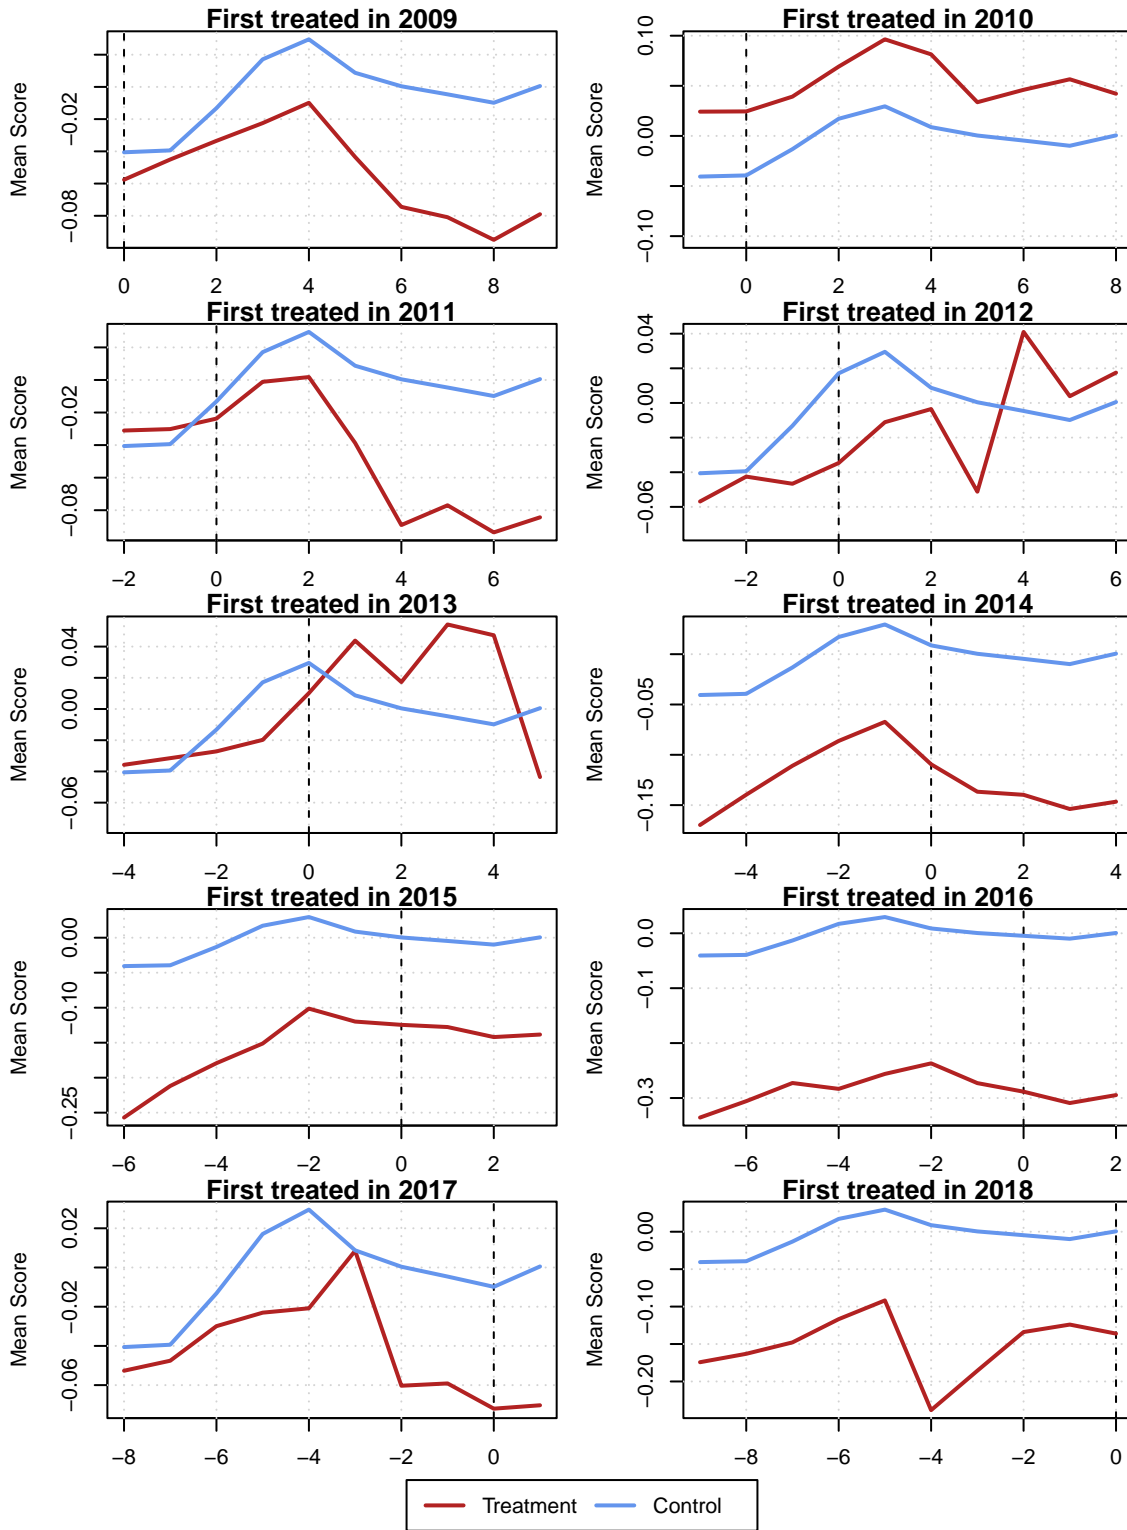 First treated in 2009
Mean Score
−0.02
−0.08
0 2 4 6 8
First treated in 2010
Mean Score
0.10
0.00
−0.10
0 2 4 6 8
First treated in 2011
Mean Score
−0.02
−0.08
−2 0 2 4 6
First treated in 2012
Mean Score
0.04
0.00
−0.06
−2 0 2 4 6
First treated in 2013
Mean Score
0.04
0.00
−0.06
−4 −2 0 2 4
First treated in 2014
Mean Score
−0.05
−0.15
−4 −2 0 2 4
First treated in 2015
Mean Score
0.00
−0.10
−0.25
−6 −4 −2 0 2
First treated in 2016
Mean Score
0.0
−0.1
−0.3
−6 −4 −2 0 2
First treated in 2017
Mean Score
0.02
−0.02
−0.06
−8 −6 −4 −2 0
First treated in 2018
Mean Score
0.00
−0.10
−0.20
−8 −6 −4 −2 0
Treatment Control